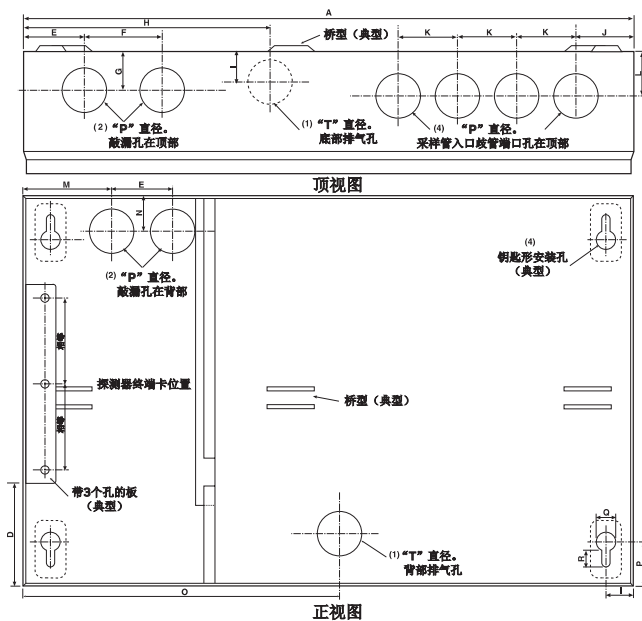 A
H
E
F
桥型（典型）
K
K
K
J
G
I
L
(2) “P” 直径。
敲漏孔在顶部
(1) “T” 直径。
底部排气孔
(4) “P” 直径。
采样管入口歧管端口孔在顶部
顶视图
M
E
N
(2) “P” 直径。
敲漏孔在背部
(4)
钥匙形安装孔
（典型）
探测器终端卡位置
桥型（典型）
带3个孔的板
（典型）
D
Q
R
P
(1) “T” 直径。
背部排气孔
O
I
正视图